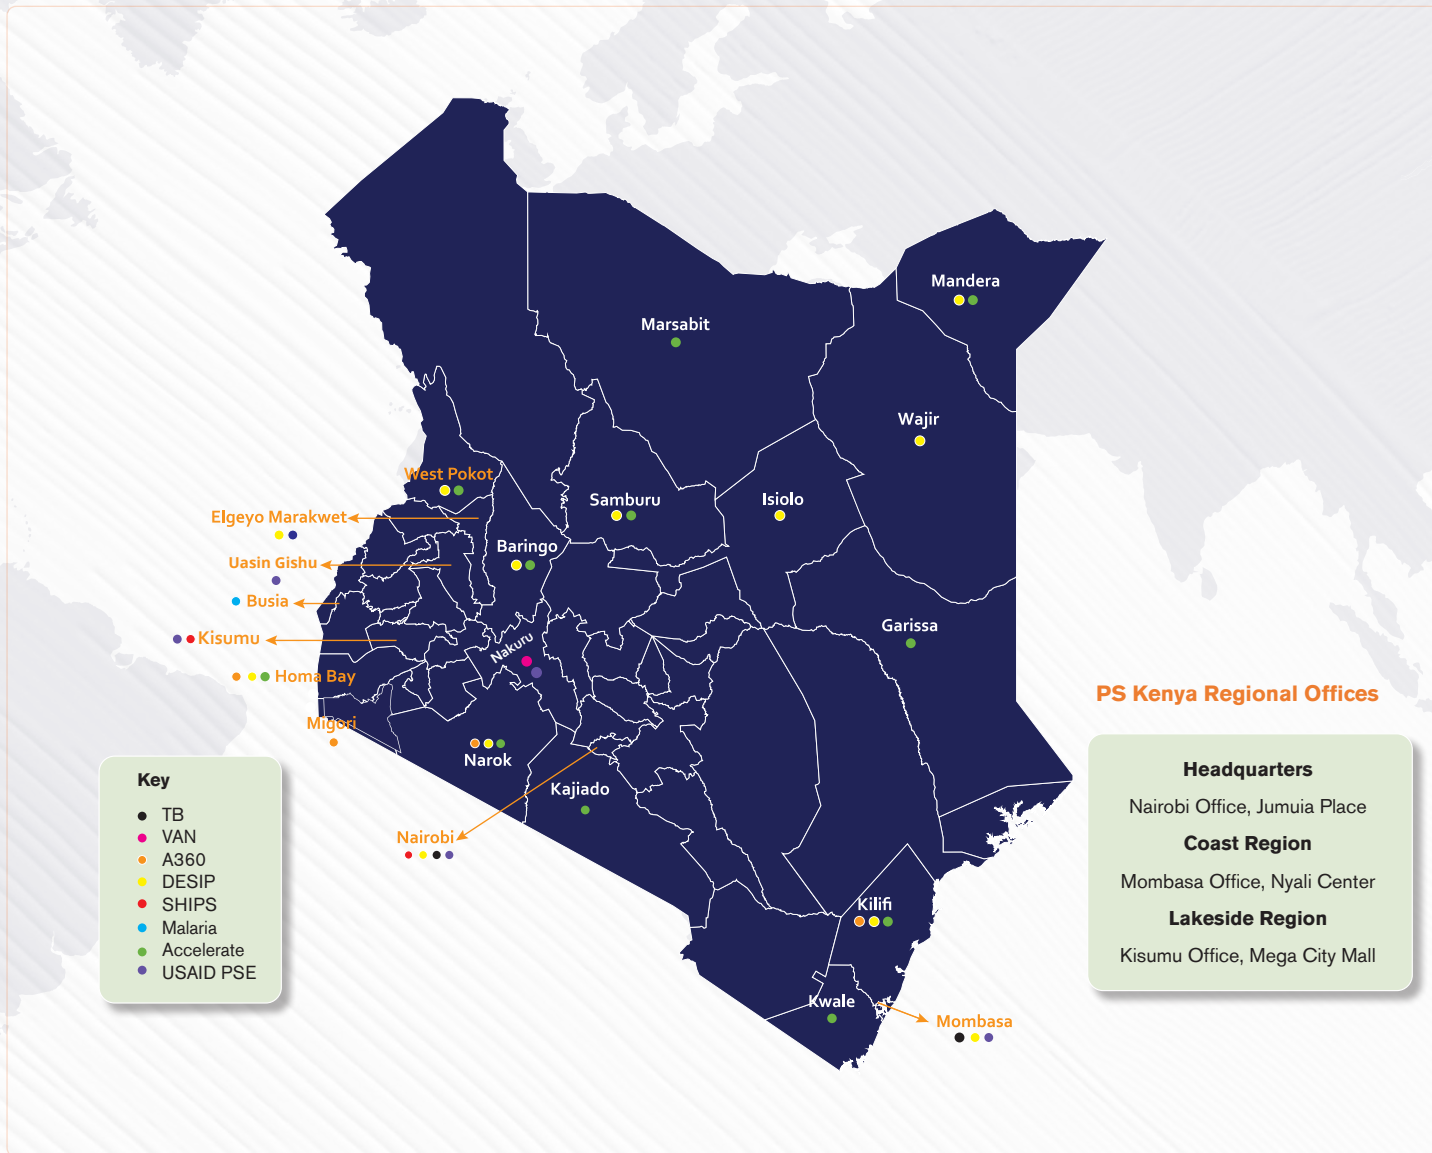 Mandera
Marsabit
Wajir
West Pokot
Samburu
Isiolo
Elgeyo Marakwet
Baringo
Uasin Gishu
Busia
Kisumu
Garissa
Nakuru
Homa Bay
Migori
Narok
Kajiado
Nairobi
Kilifi
Kwale
Mombasa
Key
TB
VAN
A360
DESIP
SHIPS
Malaria
Accelerate
USAID PSE
PS Kenya Regional Offices
Headquarters
Nairobi Office, Jumuia Place
Coast Region
Mombasa Office, Nyali Center
Lakeside Region
Kisumu Office, Mega City Mall